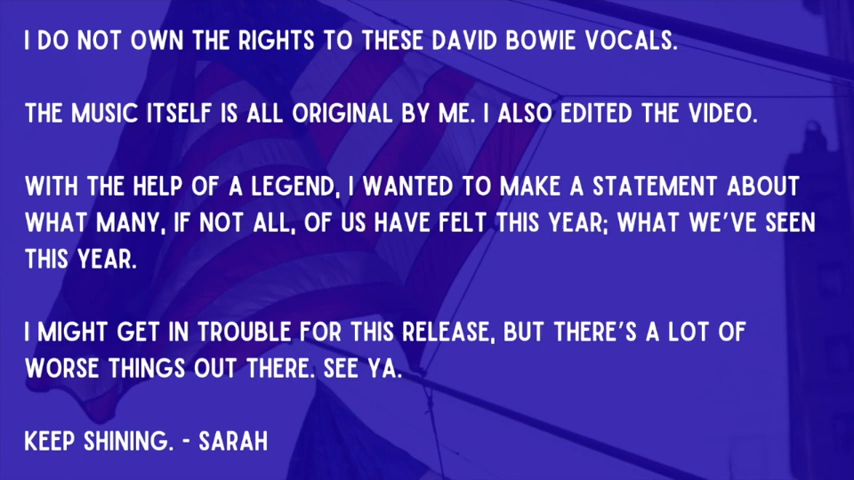 I DO NOT OWN THE RIGHTS TO THESE DAVID BOWIE VOCALS.
THE MUSIC ITSELF IS ALL ORIGINAL BY ME. I ALSO EDITED THE VIDEO.
WITH THE HELP OF A LEGEND, I WANTED TO MAKE A STATEMENT ABOUT
WHAT MANY, IF NOT ALL, OF US HAVE FELT THIS YEAR; WHAT WE'VE SEEN
THIS YEAR.
I MIGHT GET IN TROUBLE FOR THIS RELEASE, BUT THERE'S A LOT OF
WORSE THINGS OUT THERE. SEE YA.
KEEP SHINING. - SARAH